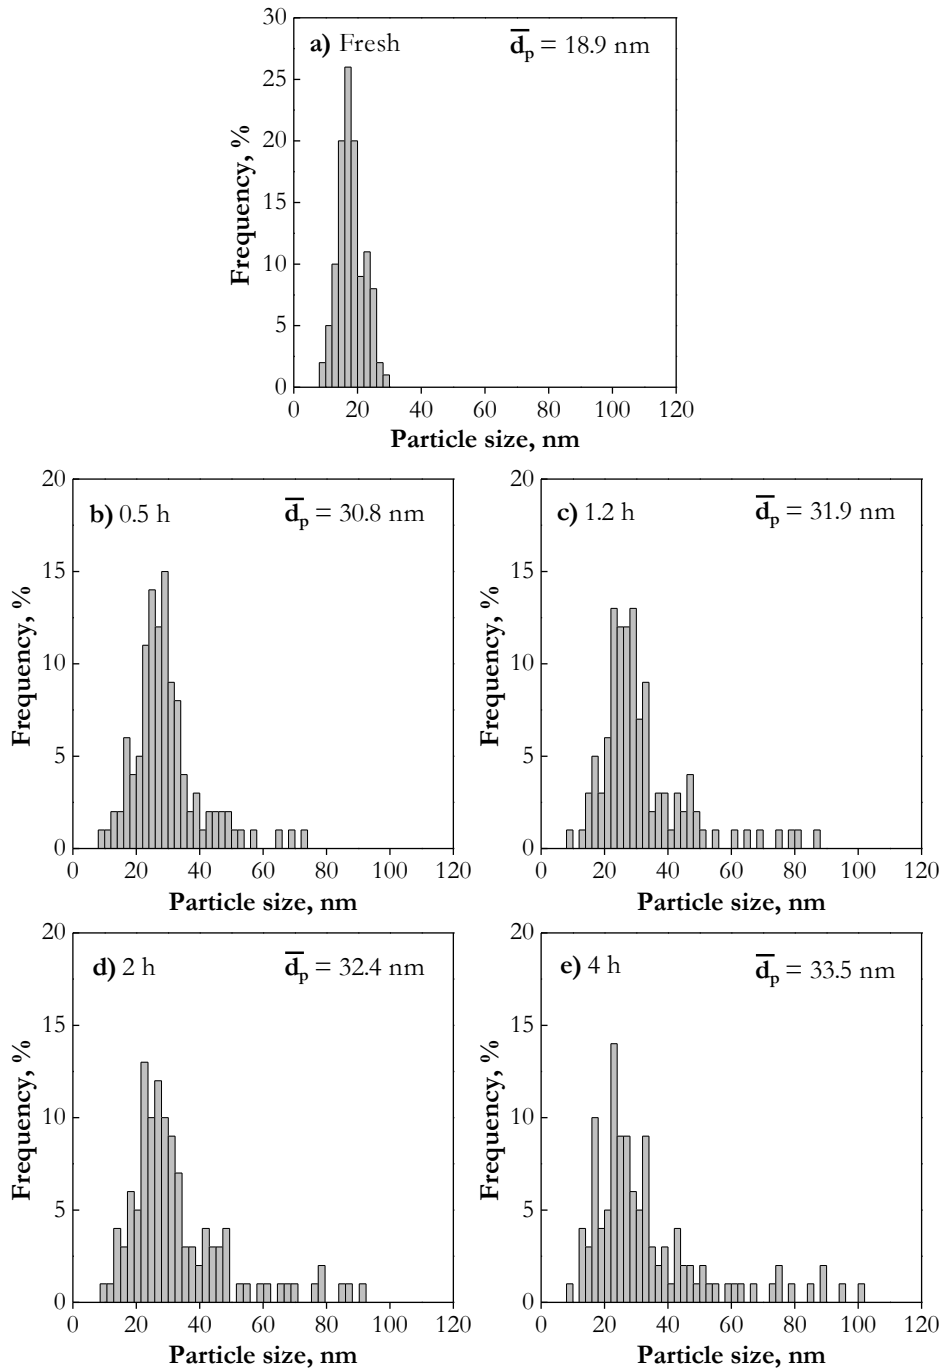 a) Fresh
d̅p = 18.9 nm
Frequency, %
30
25
20
15
10
5
0
0 20 40 60 80 100 120
Particle size, nm
b) 0.5 h
d̅p = 30.8 nm
Frequency, %
20
15
10
5
0
0 20 40 60 80 100 120
Particle size, nm
c) 1.2 h
d̅p = 31.9 nm
Frequency, %
20
15
10
5
0
0 20 40 60 80 100 120
Particle size, nm
d) 2 h
d̅p = 32.4 nm
Frequency, %
20
15
10
5
0
0 20 40 60 80 100 120
Particle size, nm
e) 4 h
d̅p = 33.5 nm
Frequency, %
20
15
10
5
0
0 20 40 60 80 100 120
Particle size, nm